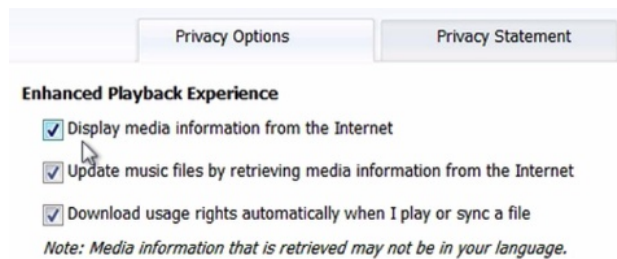 Privacy Options Privacy Statement
Enhanced Playback Experience
Display media information from the Internet
Update music files by retrieving media information from the Internet
Download usage rights automatically when I play or sync a file
Note: Media information that is retrieved may not be in your language.